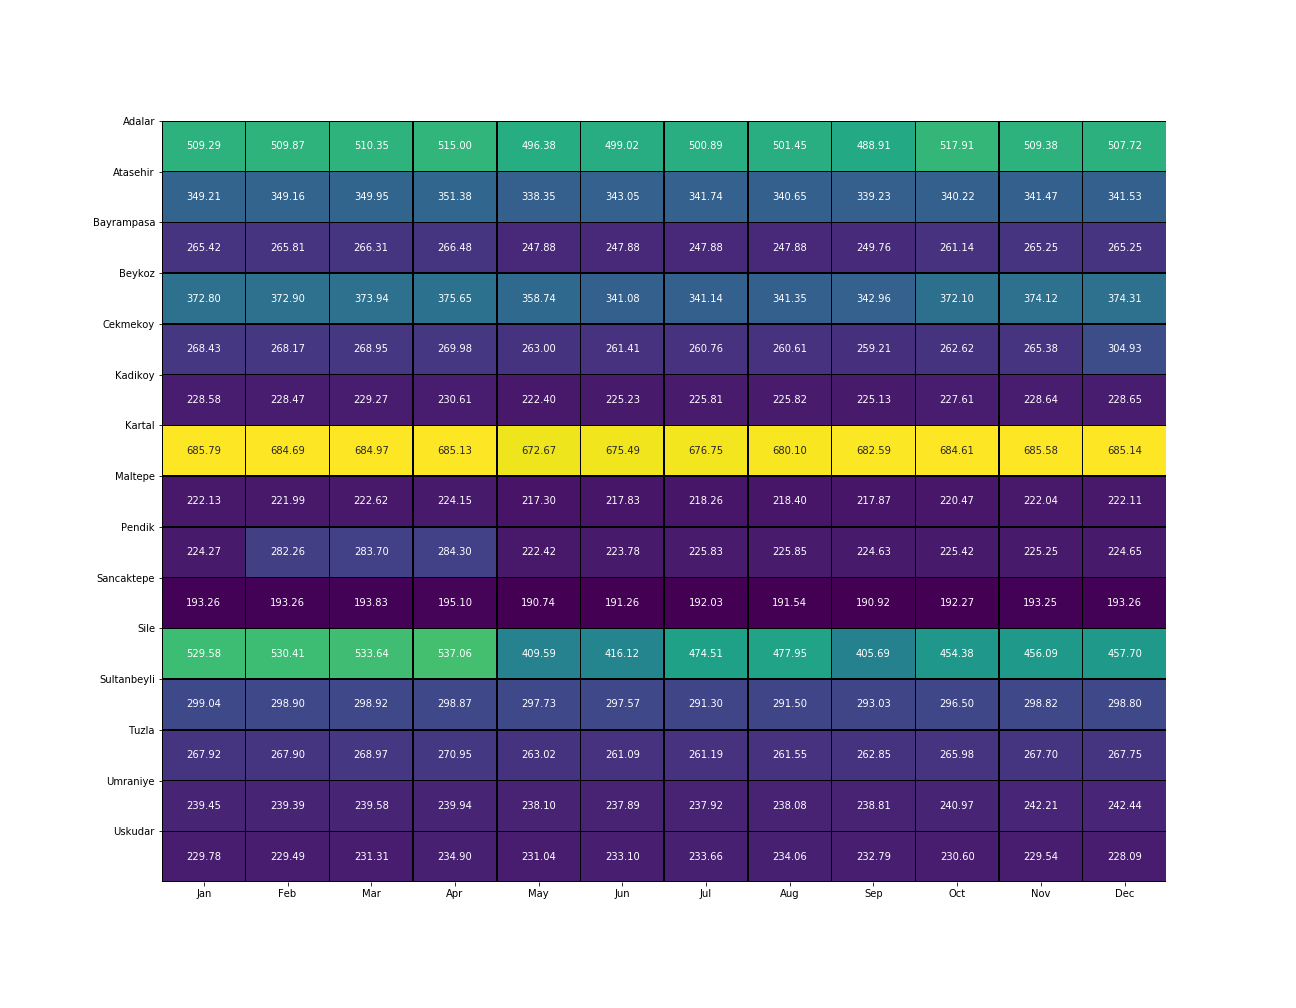 Adalar
509.29 509.87 510.35 515.00 496.38 499.02 500.89 501.45 488.91 517.91 509.38 507.72
Atasehir
349.21 349.16 349.95 351.38 338.35 343.05 341.74 340.65 339.23 340.22 341.47 341.53
Bayrampasa
265.42 265.81 266.31 266.48 247.88 247.88 247.88 247.88 249.76 261.14 265.25 265.25
Beykoz
372.80 372.90 373.94 375.65 358.74 341.08 341.14 341.35 342.96 372.10 374.12 374.31
Cekmekoy
268.43 268.17 268.95 269.98 263.00 261.41 260.76 260.61 259.21 262.62 265.38 304.93
Kadikoy
228.58 228.47 229.27 230.61 222.40 225.23 225.81 225.82 225.13 227.61 228.64 228.65
Kartal
685.79 684.69 684.97 685.13 672.67 675.49 676.75 680.10 682.59 684.61 685.58 685.14
Maltepe
222.13 221.99 222.62 224.15 217.30 217.83 218.26 218.40 217.87 220.47 222.04 222.11
Pendik
224.27 282.26 283.70 284.30 222.42 223.78 225.83 225.85 224.63 225.42 225.25 224.65
Sancaktepe
193.26 193.26 193.83 195.10 190.74 191.26 192.03 191.54 190.92 192.27 193.25 193.26
Sile
529.58 530.41 533.64 537.06 409.59 416.12 474.51 477.95 405.69 454.38 456.09 457.70
Sultanbeyli
299.04 298.90 298.92 298.87 297.73 297.57 291.30 291.50 293.03 296.50 298.82 298.80
Tuzla
267.92 267.90 268.97 270.95 263.02 261.09 261.19 261.55 262.85 265.98 267.70 267.75
Umraniye
239.45 239.39 239.58 239.94 238.10 237.89 237.92 238.08 238.81 240.97 242.21 242.44
Uskudar
229.78 229.49 231.31 234.90 231.04 233.10 233.66 234.06 232.79 230.60 229.54 228.09
Jan Feb Mar Apr May Jun Jul Aug Sep Oct Nov Dec